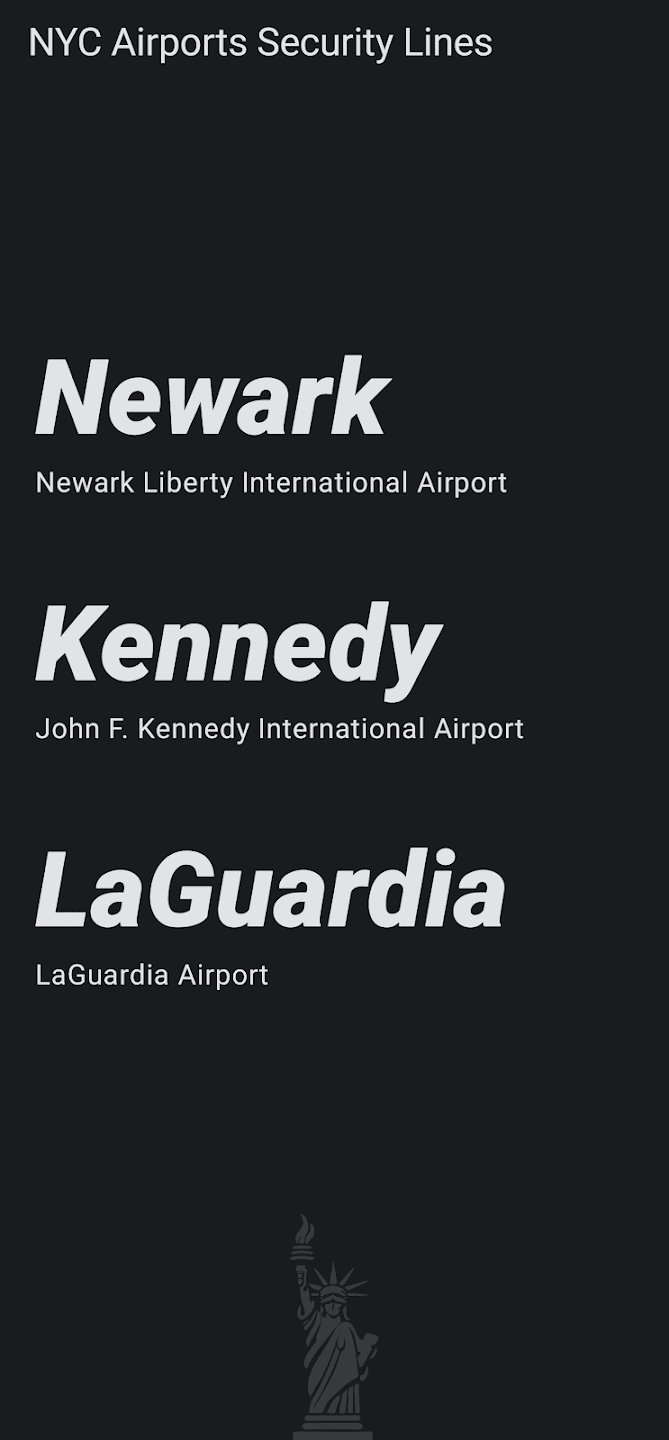 NYC Airports Security Lines
Newark
Newark Liberty International Airport
Kennedy
John F. Kennedy International Airport
LaGuardia
LaGuardia Airport